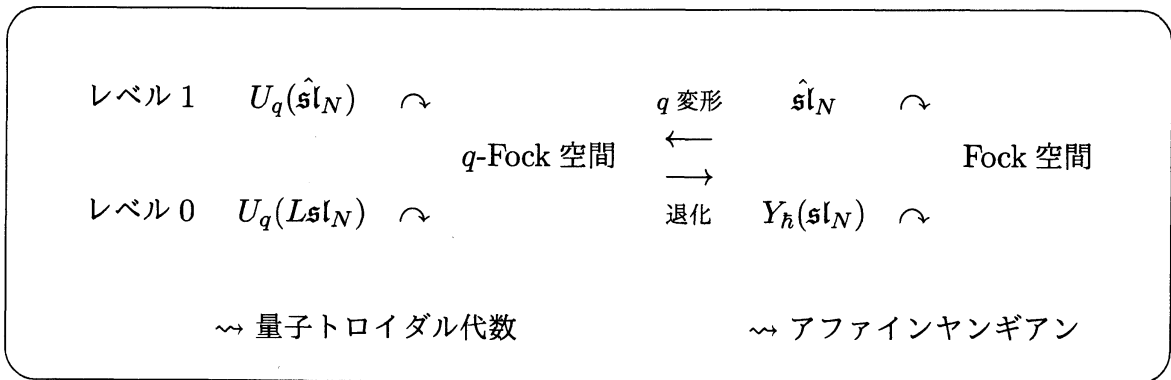 レベル 1 $U_q(\hat{\mathfrak{sl}}_N)$ ↷ q 変形 $\hat{\mathfrak{sl}}_N$ ↷
q-Fock 空間 ← → Fock 空間
レベル 0 $U_q(L\mathfrak{sl}_N)$ ↷ 退化 $Y_\hbar(\mathfrak{sl}_N)$ ↷
⇝ 量子トロイダル代数 ⇝ アファインヤンギアン